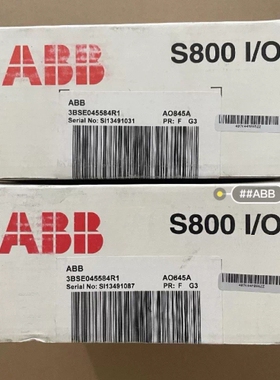 ABB
S800 I/O
ABB
3BSE045584R1
AO845A
Serial No: SI13491031
PR: F G3
##ABB
ABB
S800 I/O
ABB
3BSE045584R1
AO845A
Serial No: SI13491087
PR: F G3